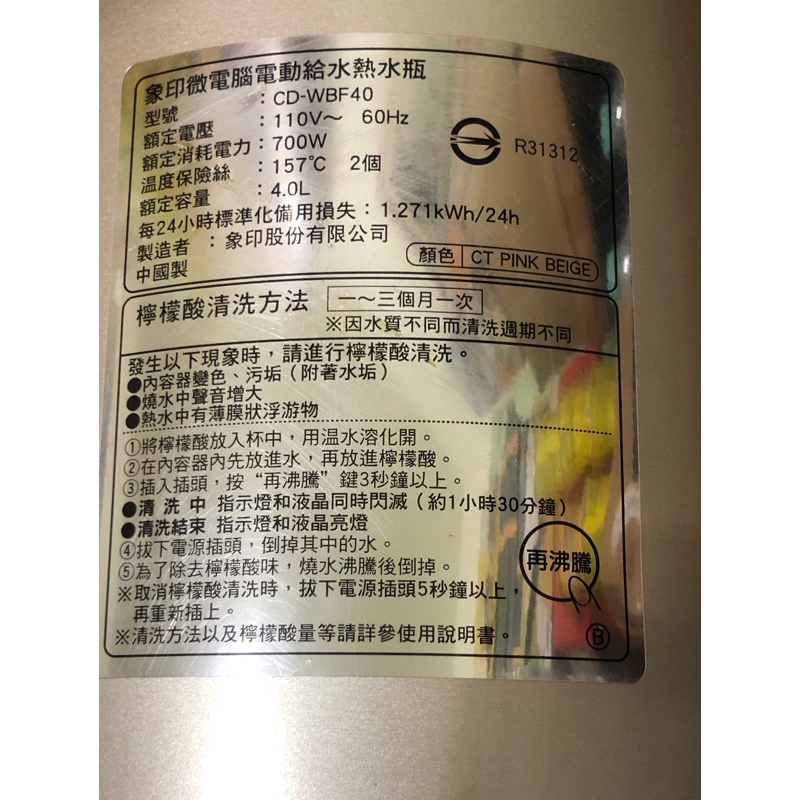 象印微電腦電動給水熱水瓶
型號 : CD-WBF40
額定電壓 : 110V～ 60Hz
額定消耗電力 : 700W
R31312
溫度保險絲 : 157℃ 2個
額定容量 : 4.0L
每24小時標準化備用損失 : 1.271kWh/24h
製造者 : 象印股份有限公司
中國製
顏色 CT PINK BEIGE
檸檬酸清洗方法 一～三個月一次
※因水質不同而清洗週期不同
發生以下現象時，請進行檸檬酸清洗。
●內容器變色、污垢（附著水垢）
●燒水中聲音增大
●熱水中有薄膜狀浮游物
①將檸檬酸放入杯中，用溫水溶化開。
②在內容器內先放進水，再放進檸檬酸。
③插入插頭，按“再沸騰”鍵3秒鐘以上。
●清 洗 中 指示燈和液晶同時閃滅（約1小時30分鐘）
●清洗結束 指示燈和液晶亮燈
④拔下電源插頭，倒掉其中的水。
⑤為了除去檸檬酸味，燒水沸騰後倒掉。
再沸騰
※取消檸檬酸清洗時，拔下電源插頭5秒鐘以上，
再重新插上。
※清洗方法以及檸檬酸量等請詳參使用說明書。
Ⓑ